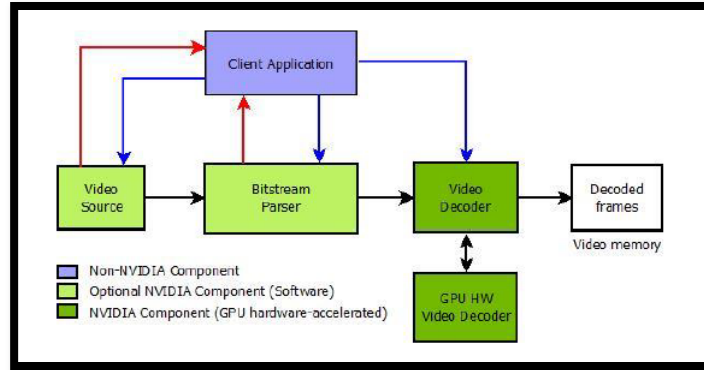 Client Application
Video
Source
Bitstream
Parser
Video
Decoder
Decoded
frames
Video memory
Non-NVIDIA Component
Optional NVIDIA Component (Software)
NVIDIA Component (GPU hardware-accelerated)
GPU HW
Video Decoder